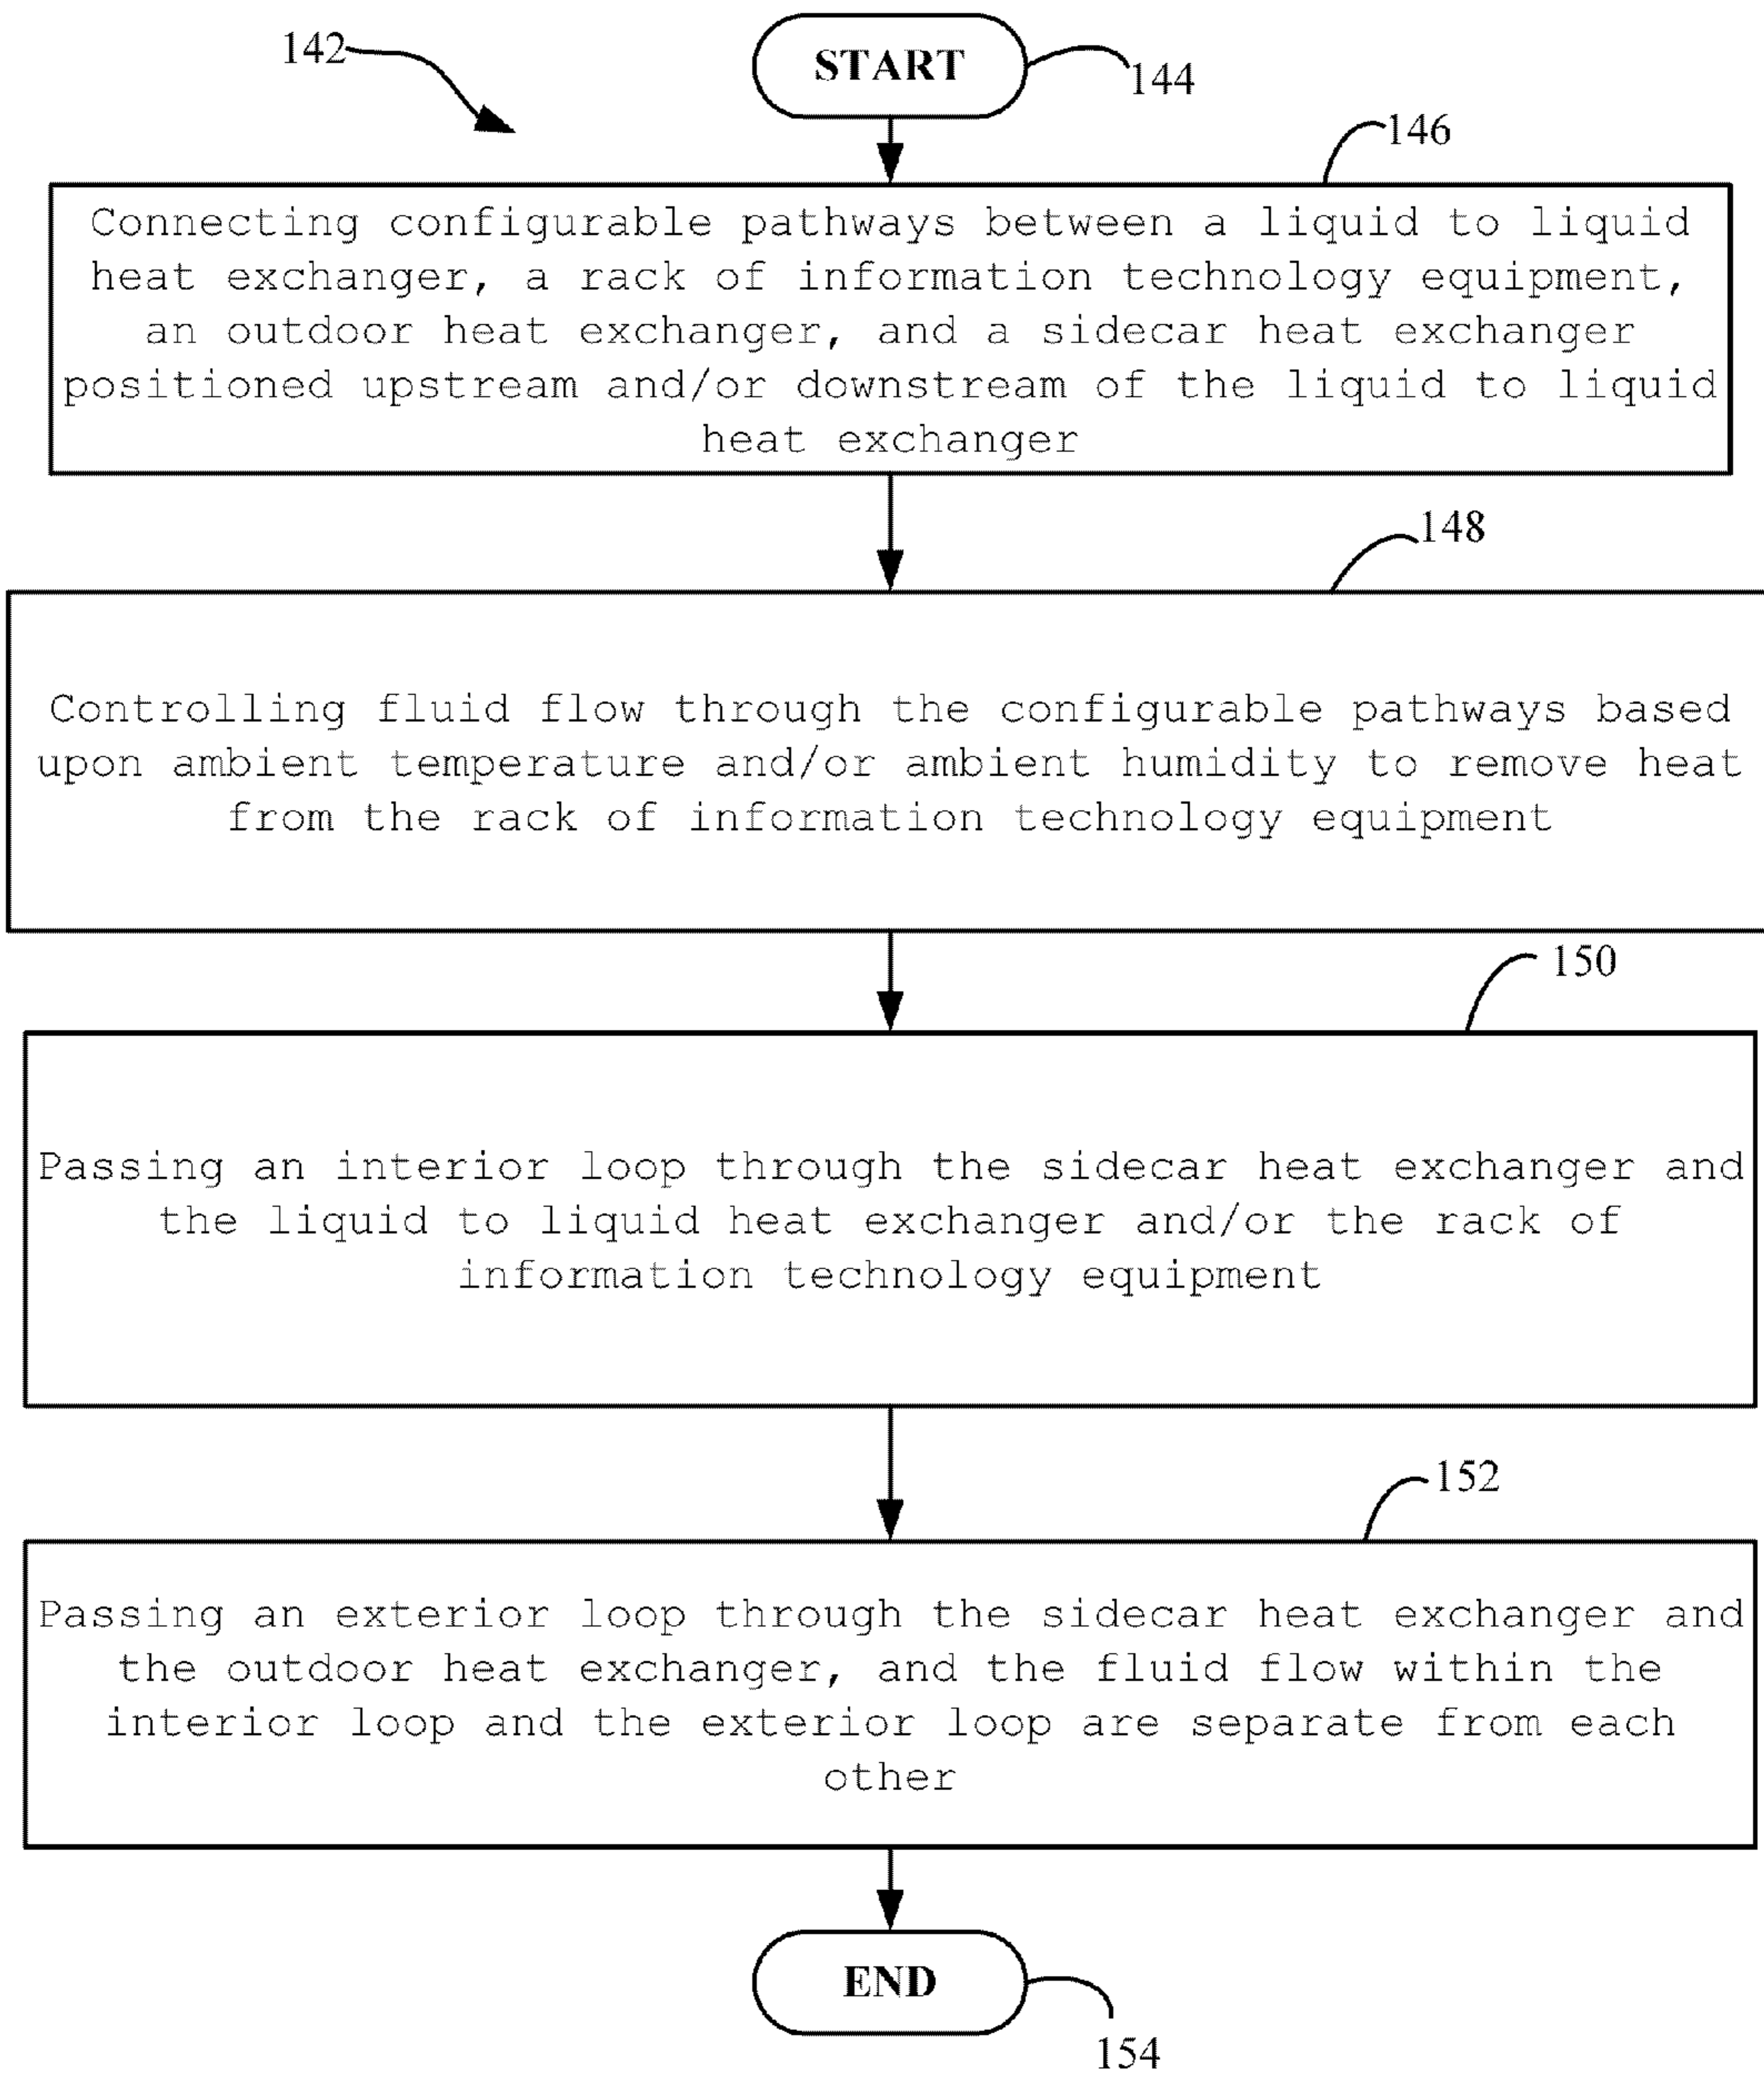 142
START
144
146
Connecting configurable pathways between a liquid to liquid
heat exchanger, a rack of information technology equipment,
an outdoor heat exchanger, and a sidecar heat exchanger
positioned upstream and/or downstream of the liquid to liquid
heat exchanger
148
Controlling fluid flow through the configurable pathways based
upon ambient temperature and/or ambient humidity to remove heat
from the rack of information technology equipment
150
Passing an interior loop through the sidecar heat exchanger and
the liquid to liquid heat exchanger and/or the rack of
information technology equipment
152
Passing an exterior loop through the sidecar heat exchanger and
the outdoor heat exchanger, and the fluid flow within the
interior loop and the exterior loop are separate from each
other
END
154